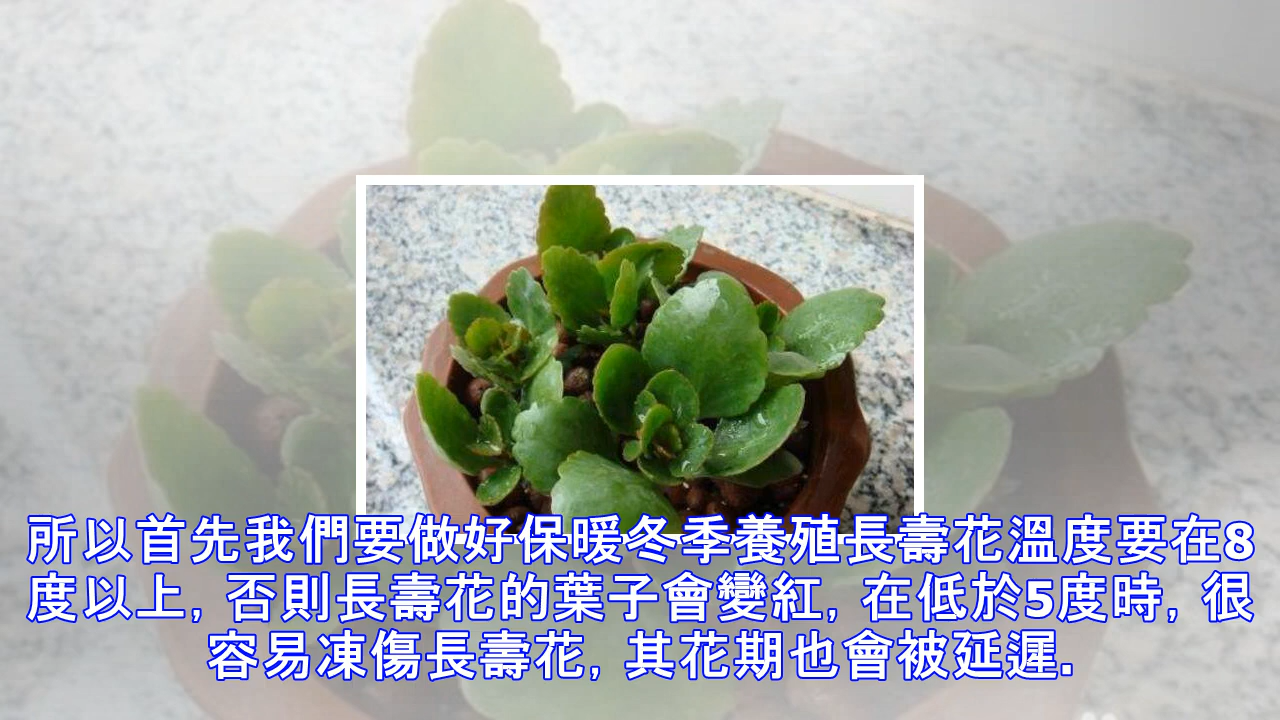 所以首先我們要做好保暖冬季養殖長壽花溫度要在8
度以上, 否則長壽花的葉子會變紅, 在低於5度時, 很
容易凍傷長壽花, 其花期也會被延遲.